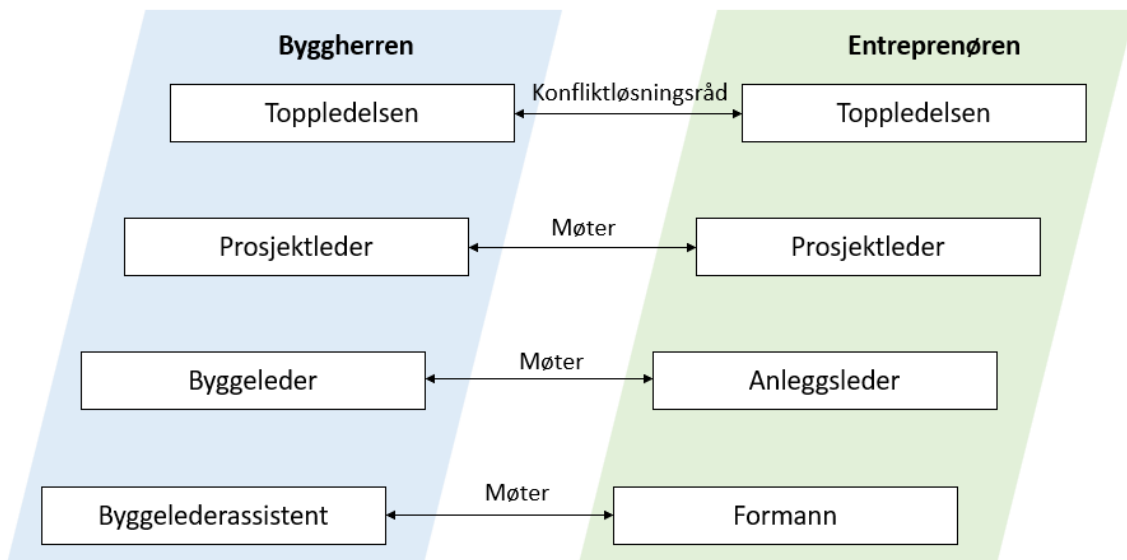 Byggherren
Entreprenøren
Toppledelsen
Konfliktløsningsråd
Toppledelsen
Prosjektleder
Møter
Prosjektleder
Byggeleder
Møter
Anleggsleder
Byggelederassistent
Møter
Formann